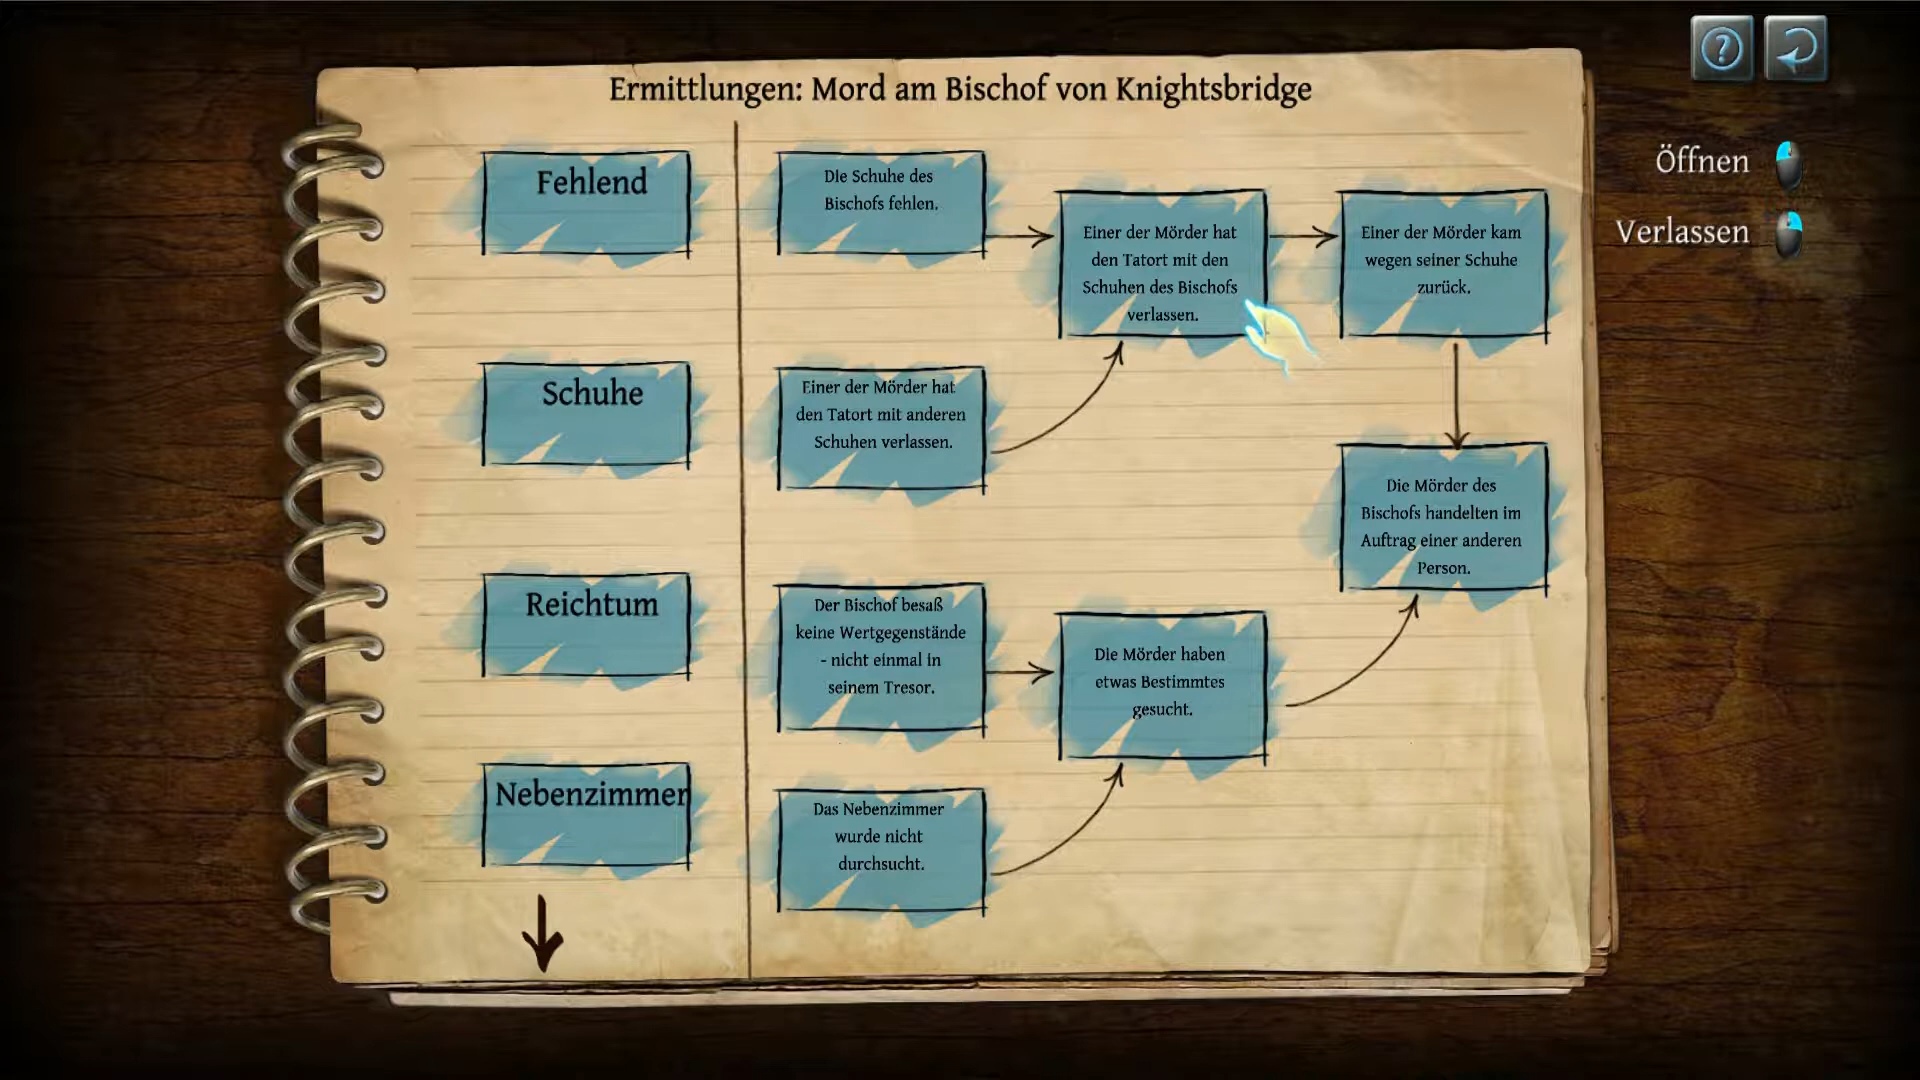 Ermittlungen: Mord am Bischof von Knightsbridge
Öffnen
Verlassen
Fehlend
Schuhe
Reichtum
Nebenzimmer
Die Schuhe des
Bischofs fehlen.
Einer der Mörder hat
den Tatort mit den
Schuhen des Bischofs
verlassen.
Einer der Mörder kam
wegen seiner Schuhe
zurück.
Einer der Mörder hat
den Tatort mit anderen
Schuhen verlassen.
Die Mörder des
Bischofs handelten im
Auftrag einer anderen
Person.
Der Bischof besaß
keine Wertgegenstände
- nicht einmal in
seinem Tresor.
Die Mörder haben
etwas Bestimmtes
gesucht.
Das Nebenzimmer
wurde nicht
durchsucht.